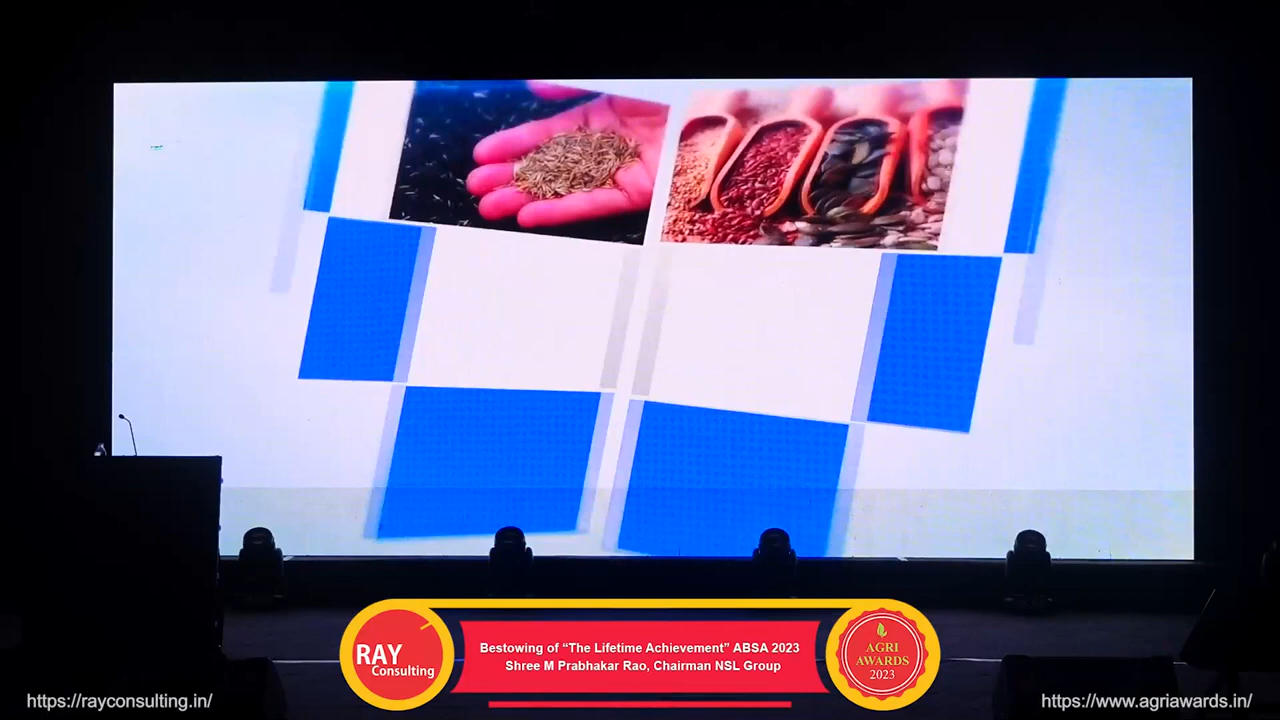 RAY
Consulting
Bestowing of “The Lifetime Achievement” ABSA 2023
Shree M Prabhakar Rao, Chairman NSL Group
AGRI
AWARDS
2023
https://rayconsulting.in/
https://www.agriawards.in/